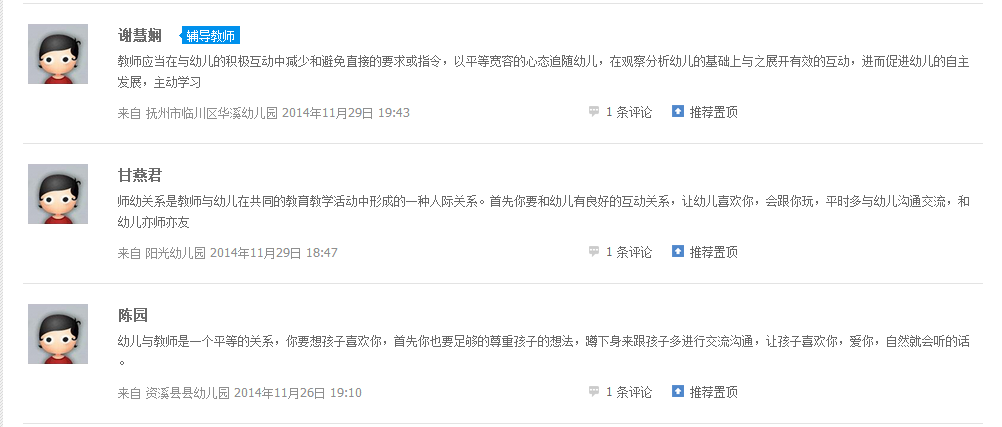 谢慧娴 辅导教师
教师应当在与幼儿的积极互动中减少和避免直接的要求或指令，以平等宽容的心态追随幼儿，在观察分析幼儿的基础上与之展开有效的互动，进而促进幼儿的自主
发展，主动学习
来自 抚州市临川区华溪幼儿园 2014年11月29日 19:43 1 条评论 推荐置顶
甘燕君
师幼关系是教师与幼儿在共同的教育教学活动中形成的一种人际关系。首先你要和幼儿有良好的互动关系，让幼儿喜欢你，会跟你玩，平时多与幼儿沟通交流，和
幼儿亦师亦友
来自 阳光幼儿园 2014年11月29日 18:47 1 条评论 推荐置顶
陈园
幼儿与教师是一个平等的关系，你要想孩子喜欢你，首先你也要足够的尊重孩子的想法，蹲下身来跟孩子多进行交流沟通，让孩子喜欢你，爱你，自然就会听的话
。
来自 资溪县县幼儿园 2014年11月26日 19:10 1 条评论 推荐置顶